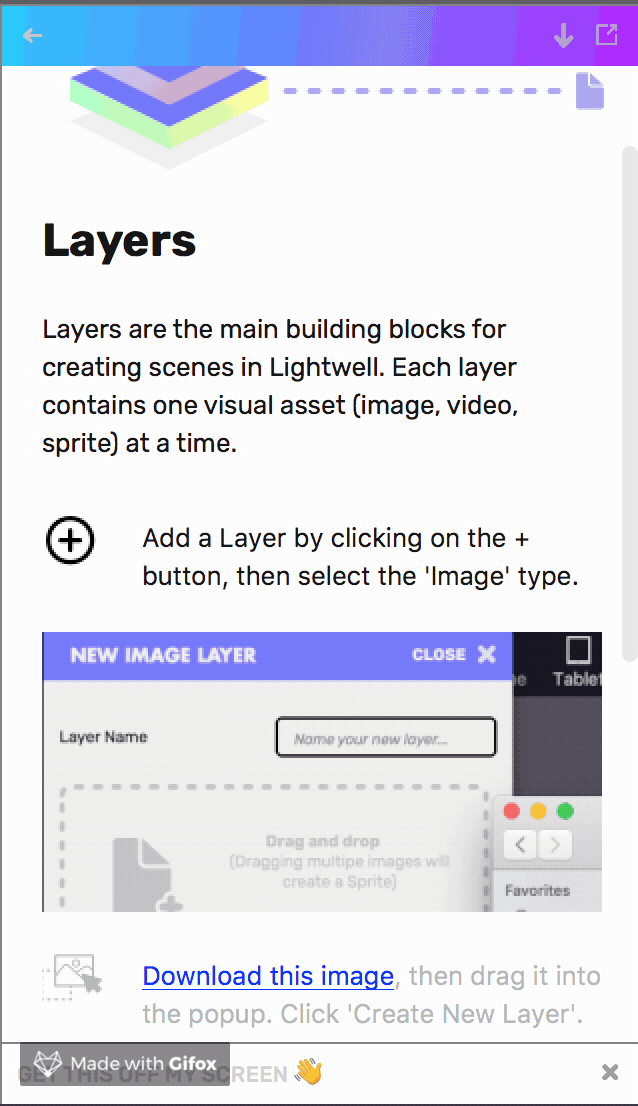 Layers
Layers are the main building blocks for
creating scenes in Lightwell. Each layer
contains one visual asset (image, video,
sprite) at a time.
Add a Layer by clicking on the +
button, then select the 'Image' type.
NEW IMAGE LAYER
CLOSE
Tablet
Layer Name
Name your new layer...
Drag and drop
(Dragging multipe images will
create a Sprite)
Favorites
Download this image, then drag it into
the popup. Click 'Create New Layer'.
GET THIS OFF MY SCREEN 👋
Made with Gifox